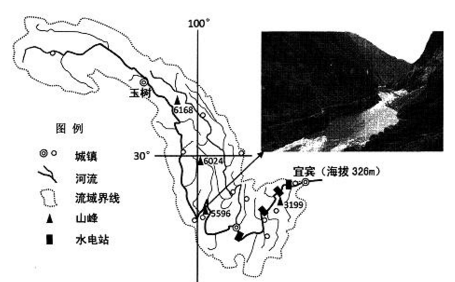 100°
玉树
6168
图 例
城镇
河流
流域界线
山峰
水电站
30°
6024
宜宾（海拔 326m）
3199
5596